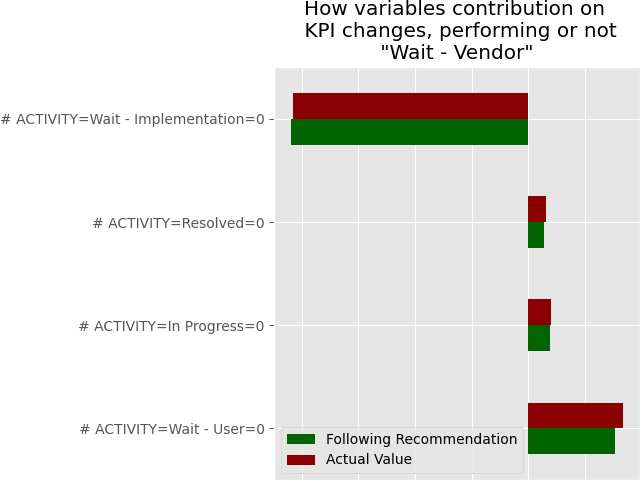 How variables contribution on
KPI changes, performing or not
"Wait - Vendor"
# ACTIVITY=Wait - Implementation=0
# ACTIVITY=Resolved=0
# ACTIVITY=In Progress=0
# ACTIVITY=Wait - User=0
Following Recommendation
Actual Value